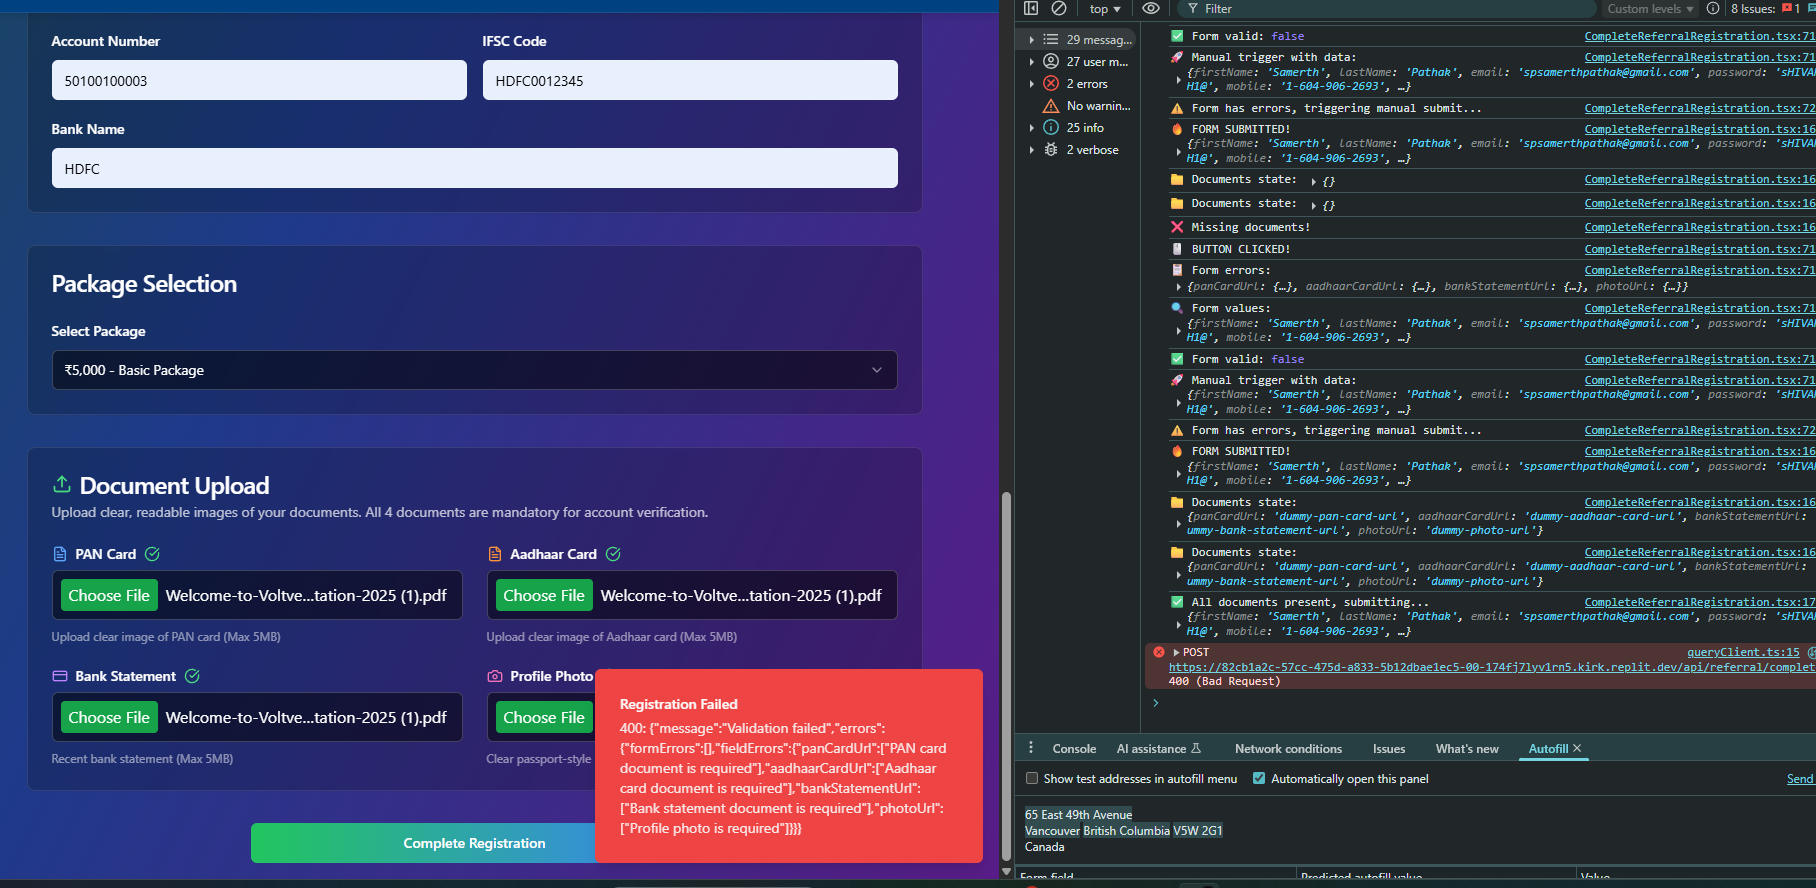 Account Number
50100100003
IFSC Code
HDFC0012345
Bank Name
HDFC
Package Selection
Select Package
₹5,000 - Basic Package
Document Upload
Upload clear, readable images of your documents. All 4 documents are mandatory for account verification.
PAN Card
Choose File Welcome-to-Voltve...tation-2025 (1).pdf
Upload clear image of PAN card (Max 5MB)
Aadhaar Card
Choose File Welcome-to-Voltve...tation-2025 (1).pdf
Upload clear image of Aadhaar card (Max 5MB)
Bank Statement
Choose File Welcome-to-Voltve...tation-2025 (1).pdf
Recent bank statement (Max 5MB)
Profile Photo
Choose File
Clear passport-style
Complete Registration
Registration Failed
400: {"message":"Validation failed","errors":
{"formErrors":[],"fieldErrors":{"panCardUrl":["PAN card
document is required"],"aadhaarCardUrl":["Aadhaar
card document is required"],"bankStatementUrl":
["Bank statement document is required"],"photoUrl":
["Profile photo is required"]}}}
top
Filter
Custom levels
8 Issues: 1
29 messag...
27 user m...
2 errors
No warnin...
25 info
2 verbose
Form valid: false CompleteReferralRegistration.tsx:71
Manual trigger with data: CompleteReferralRegistration.tsx:71
{firstName: 'Samerth', lastName: 'Pathak', email: 'spsamerthpathak@gmail.com', password: 'sHIVA
H1@', mobile: '1-604-906-2693', …}
Form has errors, triggering manual submit... CompleteReferralRegistration.tsx:72
FORM SUBMITTED! CompleteReferralRegistration.tsx:16
{firstName: 'Samerth', lastName: 'Pathak', email: 'spsamerthpathak@gmail.com', password: 'sHIVA
H1@', mobile: '1-604-906-2693', …}
Documents state: {} CompleteReferralRegistration.tsx:16
Documents state: {} CompleteReferralRegistration.tsx:16
Missing documents! CompleteReferralRegistration.tsx:16
BUTTON CLICKED! CompleteReferralRegistration.tsx:71
Form errors: CompleteReferralRegistration.tsx:71
{panCardUrl: {…}, aadhaarCardUrl: {…}, bankStatementUrl: {…}, photoUrl: {…}}
Form values: CompleteReferralRegistration.tsx:71
{firstName: 'Samerth', lastName: 'Pathak', email: 'spsamerthpathak@gmail.com', password: 'sHIVA
H1@', mobile: '1-604-906-2693', …}
Form valid: false CompleteReferralRegistration.tsx:71
Manual trigger with data: CompleteReferralRegistration.tsx:71
{firstName: 'Samerth', lastName: 'Pathak', email: 'spsamerthpathak@gmail.com', password: 'sHIVA
H1@', mobile: '1-604-906-2693', …}
Form has errors, triggering manual submit... CompleteReferralRegistration.tsx:72
FORM SUBMITTED! CompleteReferralRegistration.tsx:16
{firstName: 'Samerth', lastName: 'Pathak', email: 'spsamerthpathak@gmail.com', password: 'sHIVA
H1@', mobile: '1-604-906-2693', …}
Documents state: CompleteReferralRegistration.tsx:16
{panCardUrl: 'dummy-pan-card-url', aadhaarCardUrl: 'dummy-aadhaar-card-url', bankStatementUrl:
ummy-bank-statement-url', photoUrl: 'dummy-photo-url'}
Documents state: CompleteReferralRegistration.tsx:16
{panCardUrl: 'dummy-pan-card-url', aadhaarCardUrl: 'dummy-aadhaar-card-url', bankStatementUrl:
ummy-bank-statement-url', photoUrl: 'dummy-photo-url'}
All documents present, submitting... CompleteReferralRegistration.tsx:17
{firstName: 'Samerth', lastName: 'Pathak', email: 'spsamerthpathak@gmail.com', password: 'sHIVA
H1@', mobile: '1-604-906-2693', …}
POST queryClient.ts:15
https://82cb1a2c-57cc-475d-a833-5b12dbae1ec5-00-174fj7lyv1rn5.kirk.replit.dev/api/referral/complet
400 (Bad Request)
Console AI assistance Network conditions Issues What's new Autofill
Show test addresses in autofill menu Automatically open this panel Send
65 East 49th Avenue
Vancouver British Columbia V5W 2G1
Canada
Form field Predicted autofill value Value